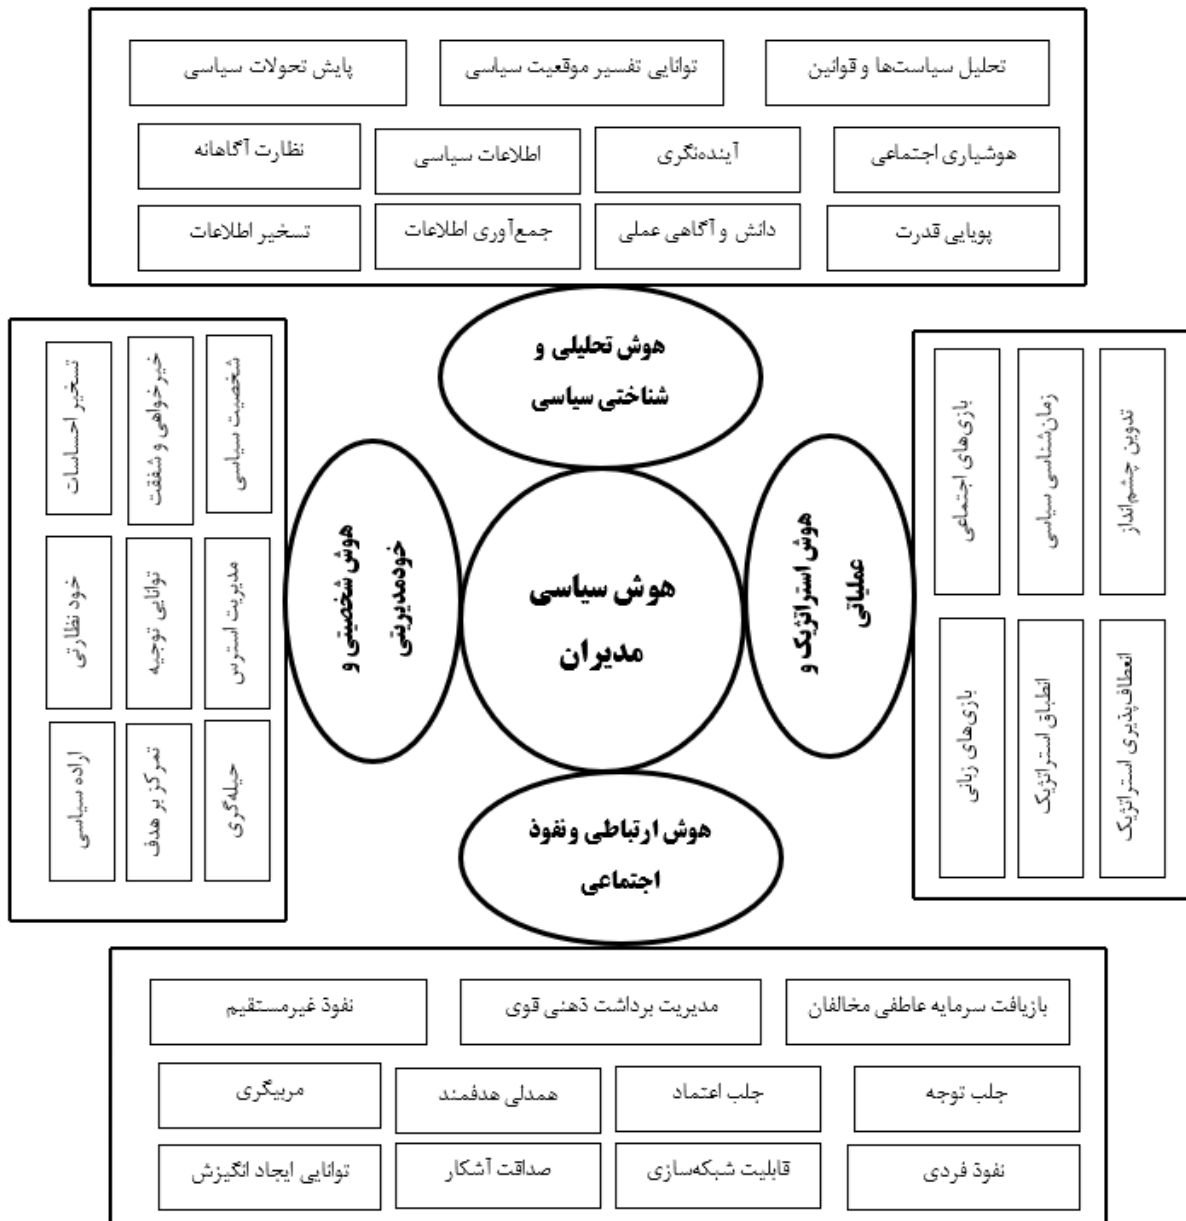 تحلیل سیاست‌ها و قوانین
توانایی تفسیر موقعیت سیاسی
پایش تحولات سیاسی
هوشیاری اجتماعی
آینده‌نگری
اطلاعات سیاسی
نظارت آگاهانه
پویایی قدرت
دانش و آگاهی عملی
جمع‌آوری اطلاعات
تسخیر اطلاعات
هوش تحلیلی و
شناختی سیاسی
تدوین چشم‌انداز
زمان‌شناسی سیاسی
بازی‌های اجتماعی
انعطاف‌پذیری استراتژیک
انطباق استراتژیک
بازی‌های زبانی
هوش استراتژیک و
عملیاتی
هوش سیاسی
مدیران
هوش شخصیتی و
خودمدیریتی
شخصیت سیاسی
خیرخواهی و شفقت
تسخیر احساسات
مدیریت استرس
توانایی توجیه
خود نظارتی
حیله‌گری
تمرکز بر هدف
اراده سیاسی
هوش ارتباطی و نفوذ
اجتماعی
بازیافت سرمایه عاطفی مخالفان
مدیریت برداشت ذهنی قوی
نفوذ غیرمستقیم
جلب توجه
جلب اعتماد
همدلی هدفمند
مربیگری
نفوذ فردی
قابلیت شبکه‌سازی
صداقت آشکار
توانایی ایجاد انگیزش